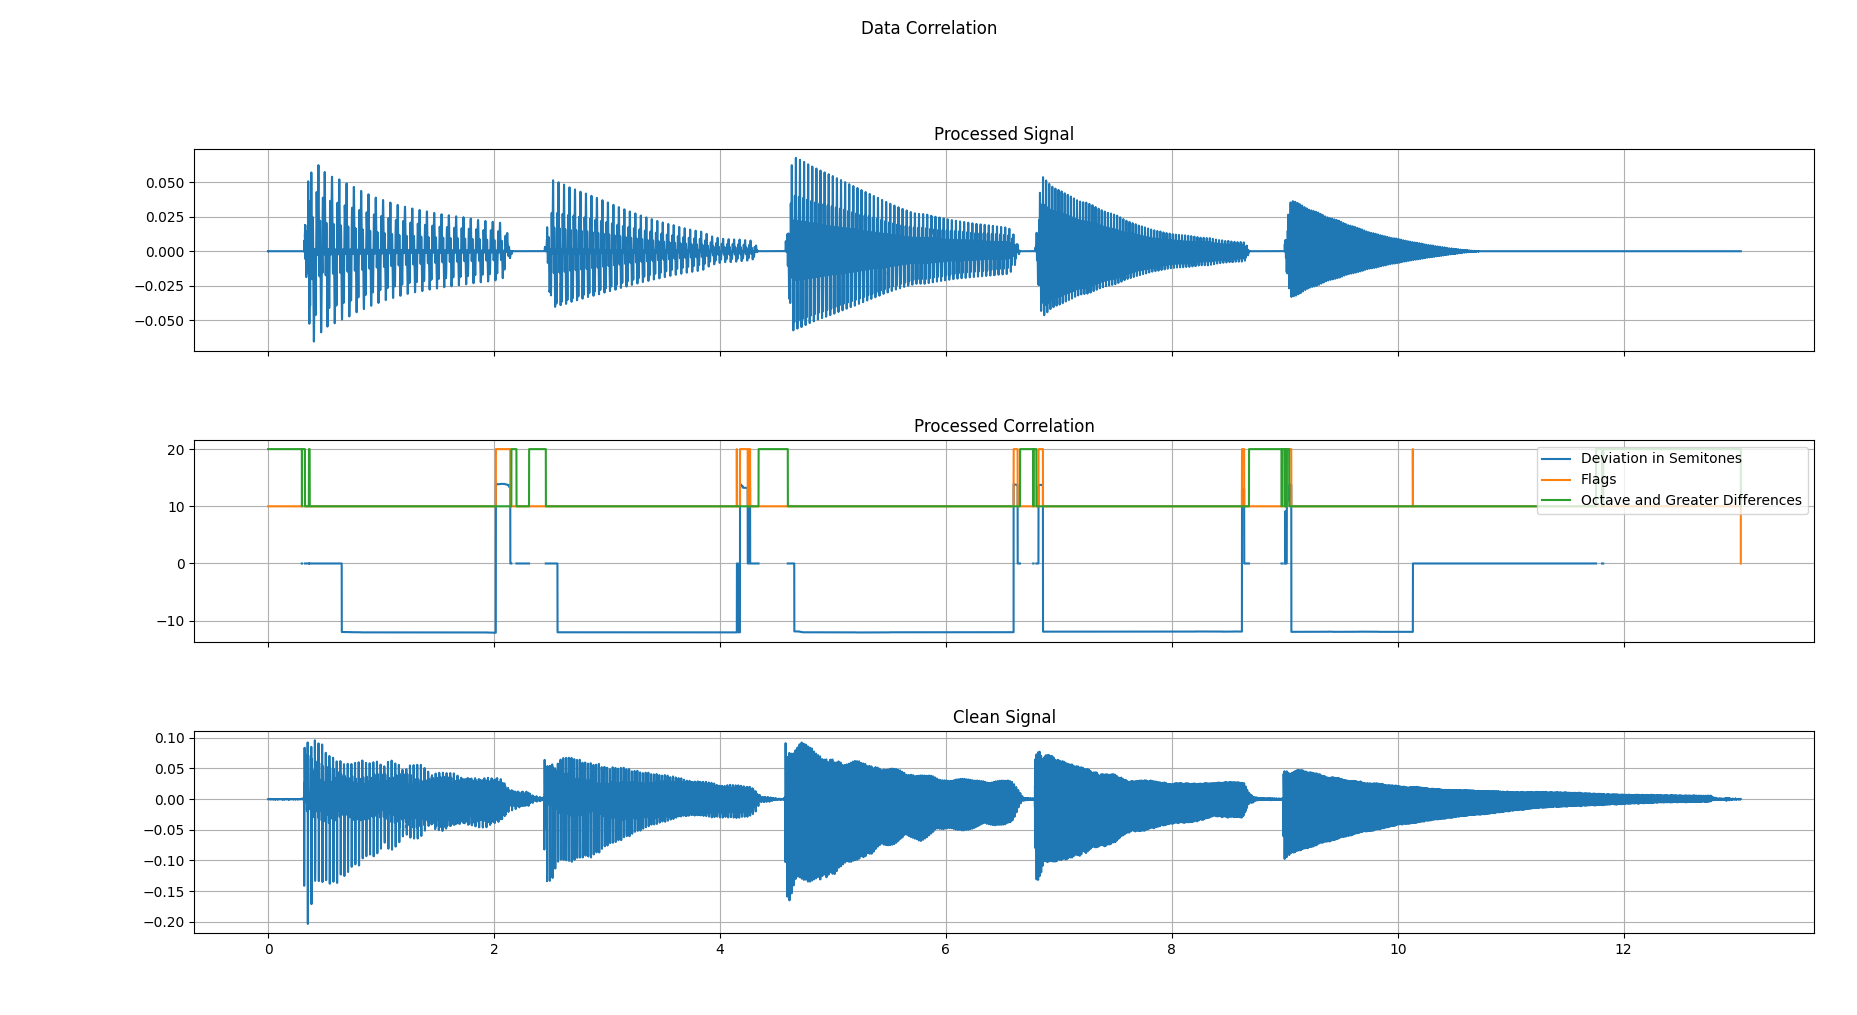 Data Correlation
Processed Signal
0.050
0.025
0.000
−0.025
−0.050
Processed Correlation
20
10
0
−10
Deviation in Semitones
Flags
Octave and Greater Differences
Clean Signal
0.10
0.05
0.00
−0.05
−0.10
−0.15
−0.20
0 2 4 6 8 10 12